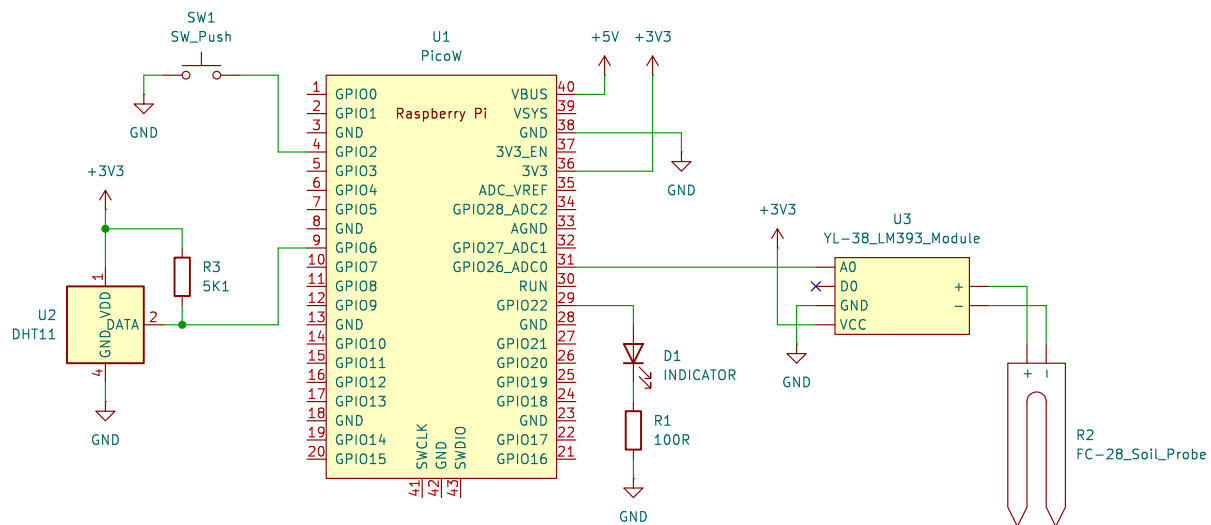 SW1
SW_Push
GND
+3V3
R3
5K1
U2
DHT11
1
VDD
DATA
2
GND
4
GND
U1
PicoW
Raspberry Pi
1 GPIO0
2 GPIO1
3 GND
4 GPIO2
5 GPIO3
6 GPIO4
7 GPIO5
8 GND
9 GPIO6
10 GPIO7
11 GPIO8
12 GPIO9
13 GND
14 GPIO10
15 GPIO11
16 GPIO12
17 GPIO13
18 GND
19 GPIO14
20 GPIO15
SWCLK
GND
SWDIO
41
42
43
VBUS 40
VSYS 39
GND 38
3V3_EN 37
3V3 36
ADC_VREF 35
GPIO28_ADC2 34
AGND 33
GPIO27_ADC1 32
GPIO26_ADC0 31
RUN 30
GPIO22 29
GND 28
GPIO21 27
GPIO20 26
GPIO19 25
GPIO18 24
GND 23
GPIO17 22
GPIO16 21
+5V
+3V3
GND
D1
INDICATOR
R1
100R
GND
+3V3
GND
U3
YL-38_LM393_Module
A0
D0
GND
VCC
+
−
+
−
R2
FC-28_Soil_Probe